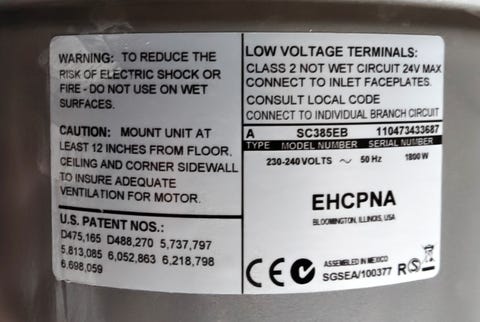 WARNING: TO REDUCE THE
RISK OF ELECTRIC SHOCK OR
FIRE - DO NOT USE ON WET
SURFACES.
CAUTION: MOUNT UNIT AT
LEAST 12 INCHES FROM FLOOR,
CEILING AND CORNER SIDEWALL
TO INSURE ADEQUATE
VENTILATION FOR MOTOR.
U.S. PATENT NOS.:
D475,165 D488,270 5,737,797
5,813,085 6,052,863 6,218,798
6,698,059
LOW VOLTAGE TERMINALS:
CLASS 2 NOT WET CIRCUIT 24V MAX
CONNECT TO INLET FACEPLATES.
CONSULT LOCAL CODE
CONNECT TO INDIVIDUAL BRANCH CIRCUIT
A SC385EB 110473433687
TYPE MODEL NUMBER SERIAL NUMBER
230-240 VOLTS ~ 50 Hz 1800 W
EHCPNA
BLOOMINGTON, ILLINOIS, USA
CE
ASSEMBLED IN MEXICO
SGSEA/100377 R S